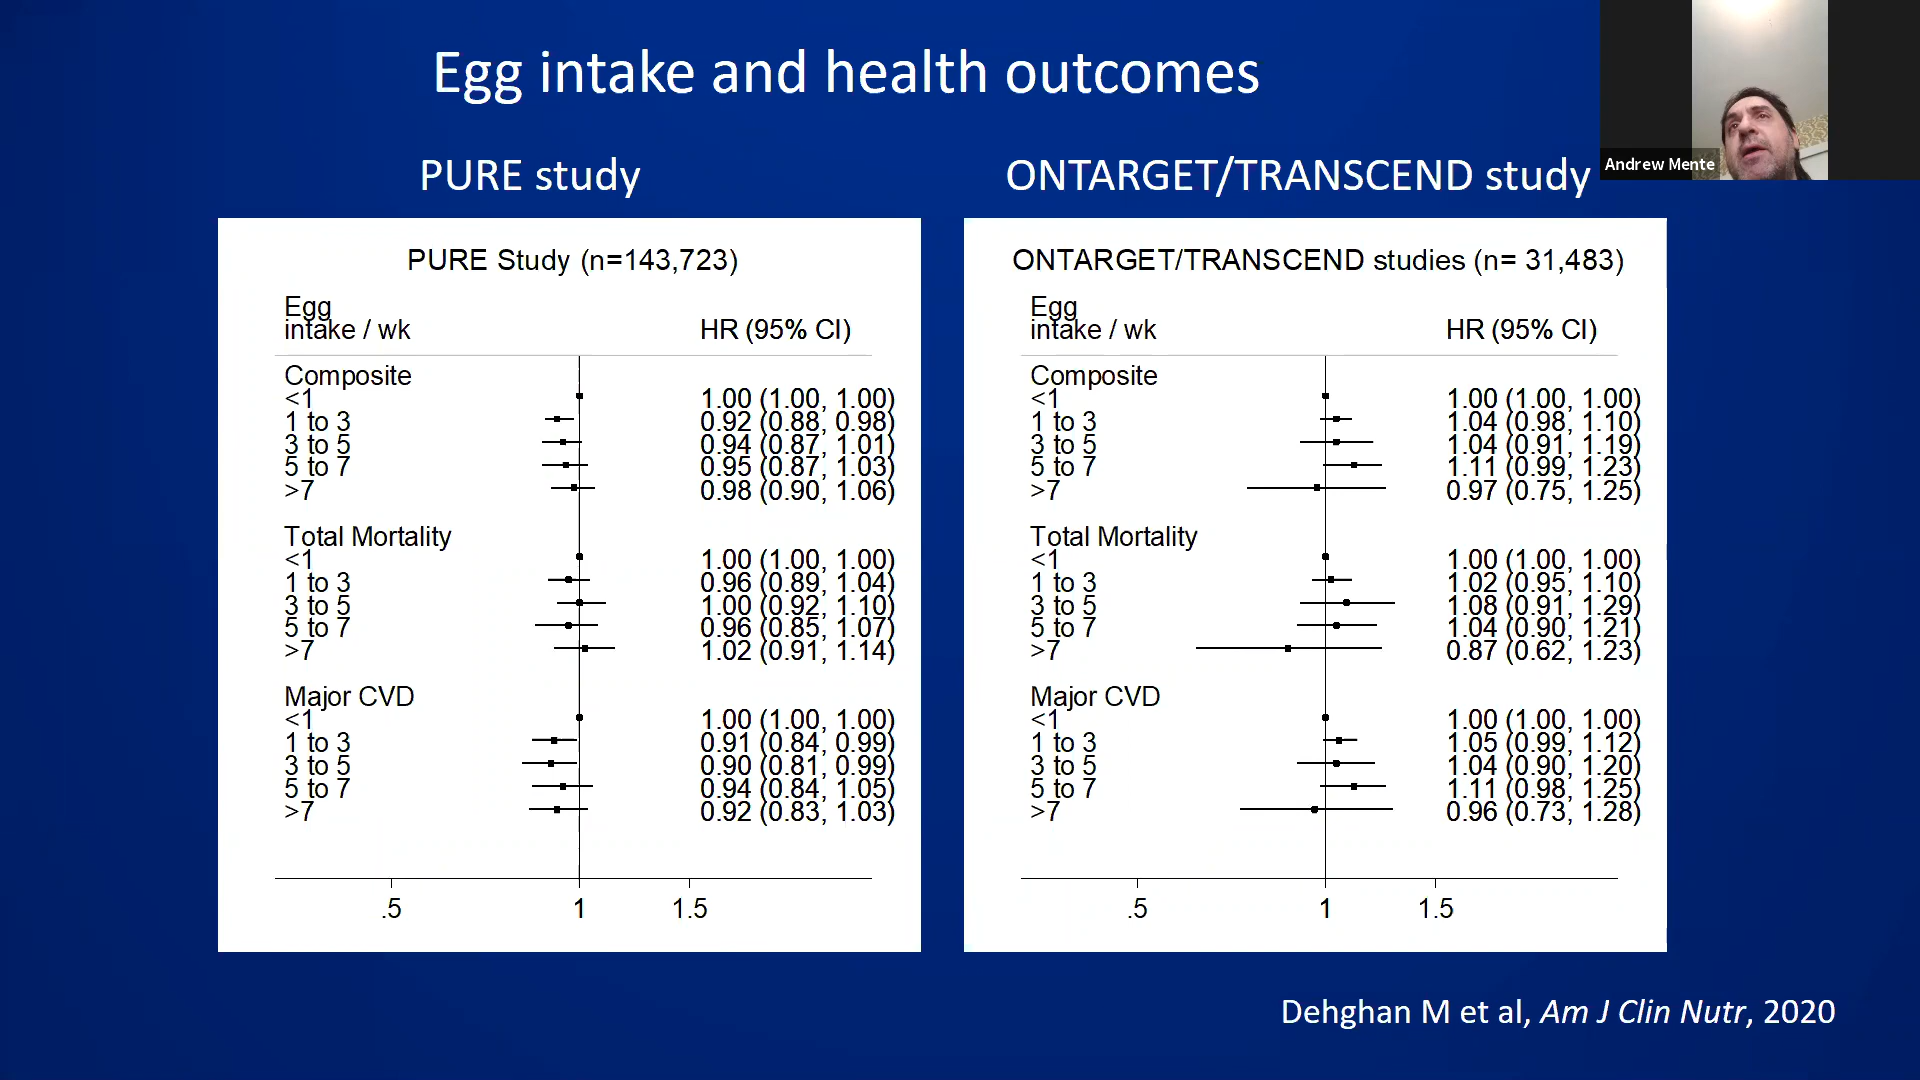 Egg intake and health outcomes
Andrew Mente
PURE study
ONTARGET/TRANSCEND study
PURE Study (n=143,723)
Egg
intake / wk HR (95% CI)
Composite
<1 1.00 (1.00, 1.00)
1 to 3 0.92 (0.88, 0.98)
3 to 5 0.94 (0.87, 1.01)
5 to 7 0.95 (0.87, 1.03)
>7 0.98 (0.90, 1.06)
Total Mortality
<1 1.00 (1.00, 1.00)
1 to 3 0.96 (0.89, 1.04)
3 to 5 1.00 (0.92, 1.10)
5 to 7 0.96 (0.85, 1.07)
>7 1.02 (0.91, 1.14)
Major CVD
<1 1.00 (1.00, 1.00)
1 to 3 0.91 (0.84, 0.99)
3 to 5 0.90 (0.81, 0.99)
5 to 7 0.94 (0.84, 1.05)
>7 0.92 (0.83, 1.03)
.5 1 1.5
ONTARGET/TRANSCEND studies (n= 31,483)
Egg
intake / wk HR (95% CI)
Composite
<1 1.00 (1.00, 1.00)
1 to 3 1.04 (0.98, 1.10)
3 to 5 1.04 (0.91, 1.19)
5 to 7 1.11 (0.99, 1.23)
>7 0.97 (0.75, 1.25)
Total Mortality
<1 1.00 (1.00, 1.00)
1 to 3 1.02 (0.95, 1.10)
3 to 5 1.08 (0.91, 1.29)
5 to 7 1.04 (0.90, 1.21)
>7 0.87 (0.62, 1.23)
Major CVD
<1 1.00 (1.00, 1.00)
1 to 3 1.05 (0.99, 1.12)
3 to 5 1.04 (0.90, 1.20)
5 to 7 1.11 (0.98, 1.25)
>7 0.96 (0.73, 1.28)
.5 1 1.5
Dehghan M et al, Am J Clin Nutr, 2020